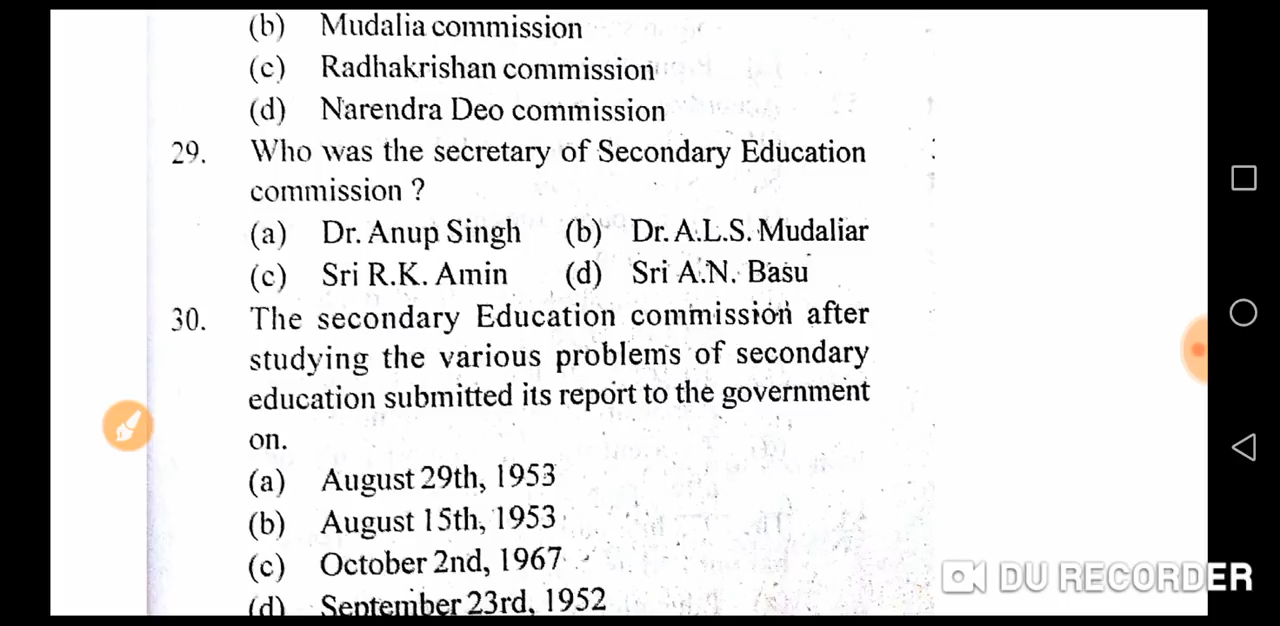 (b) Mudalia commission
(c) Radhakrishan commission
(d) Narendra Deo commission
29. Who was the secretary of Secondary Education
commission ?
(a) Dr. Anup Singh (b) Dr. A.L.S. Mudaliar
(c) Sri R.K. Amin (d) Sri A.N. Basu
30. The secondary Education commission after
studying the various problems of secondary
education submitted its report to the government
on.
(a) August 29th, 1953
(b) August 15th, 1953
(c) October 2nd, 1967
(d) September 23rd, 1952
DU RECORDER